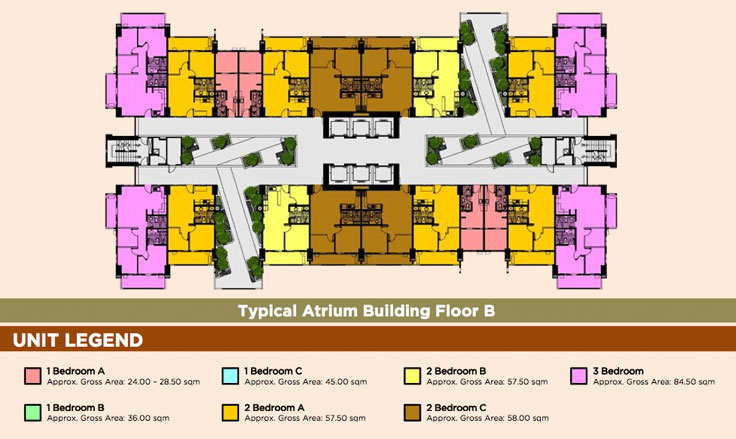 Typical Atrium Building Floor B
UNIT LEGEND
1 Bedroom A
Approx. Gross Area: 24.00 – 28.50 sqm
1 Bedroom C
Approx. Gross Area: 45.00 sqm
2 Bedroom B
Approx. Gross Area: 57.50 sqm
3 Bedroom
Approx. Gross Area: 84.50 sqm
1 Bedroom B
Approx. Gross Area: 36.00 sqm
2 Bedroom A
Approx. Gross Area: 57.50 sqm
2 Bedroom C
Approx. Gross Area: 58.00 sqm